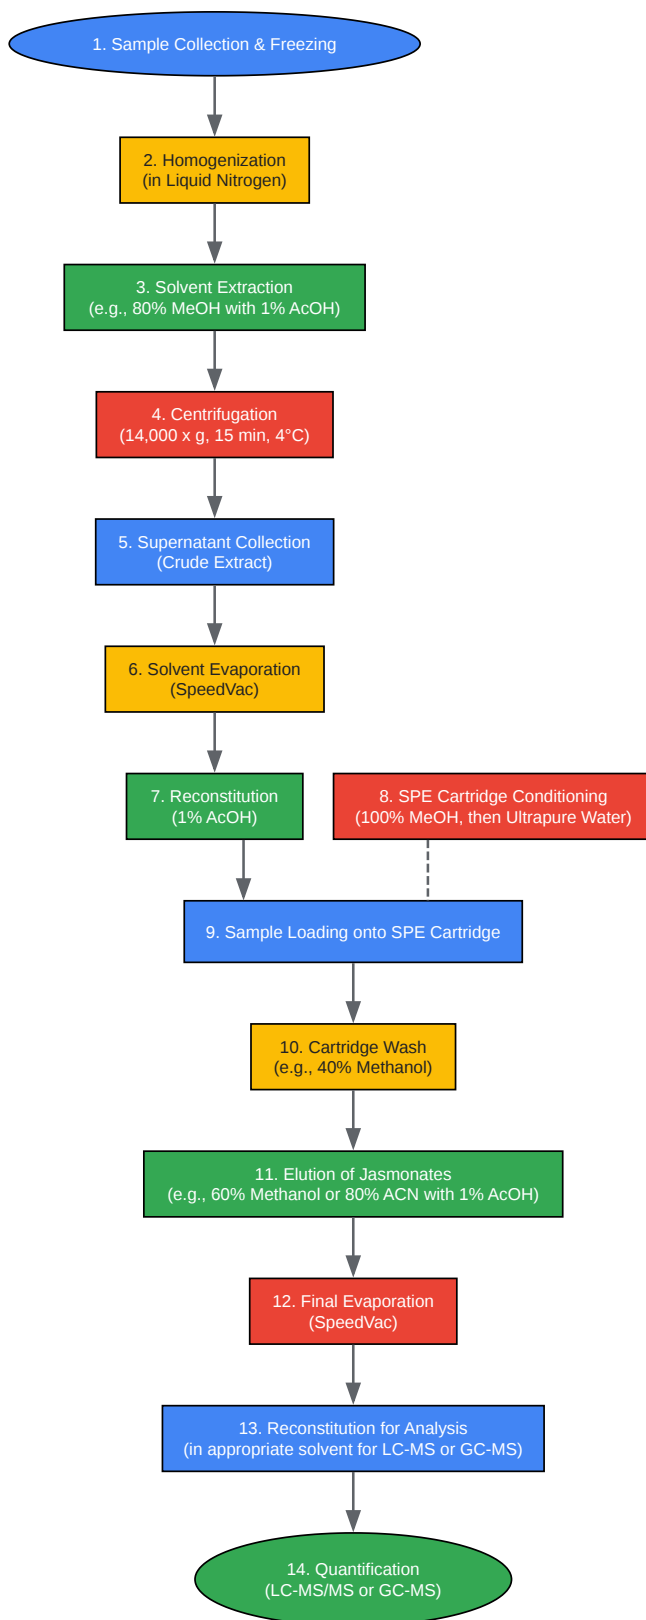 1. Sample Collection & Freezing
2. Homogenization
(in Liquid Nitrogen)
3. Solvent Extraction
(e.g., 80% MeOH with 1% AcOH)
4. Centrifugation
(14,000 x g, 15 min, 4°C)
5. Supernatant Collection
(Crude Extract)
6. Solvent Evaporation
(SpeedVac)
7. Reconstitution
(1% AcOH)
8. SPE Cartridge Conditioning
(100% MeOH, then Ultrapure Water)
9. Sample Loading onto SPE Cartridge
10. Cartridge Wash
(e.g., 40% Methanol)
11. Elution of Jasmonates
(e.g., 60% Methanol or 80% ACN with 1% AcOH)
12. Final Evaporation
(SpeedVac)
13. Reconstitution for Analysis
(in appropriate solvent for LC-MS or GC-MS)
14. Quantification
(LC-MS/MS or GC-MS)